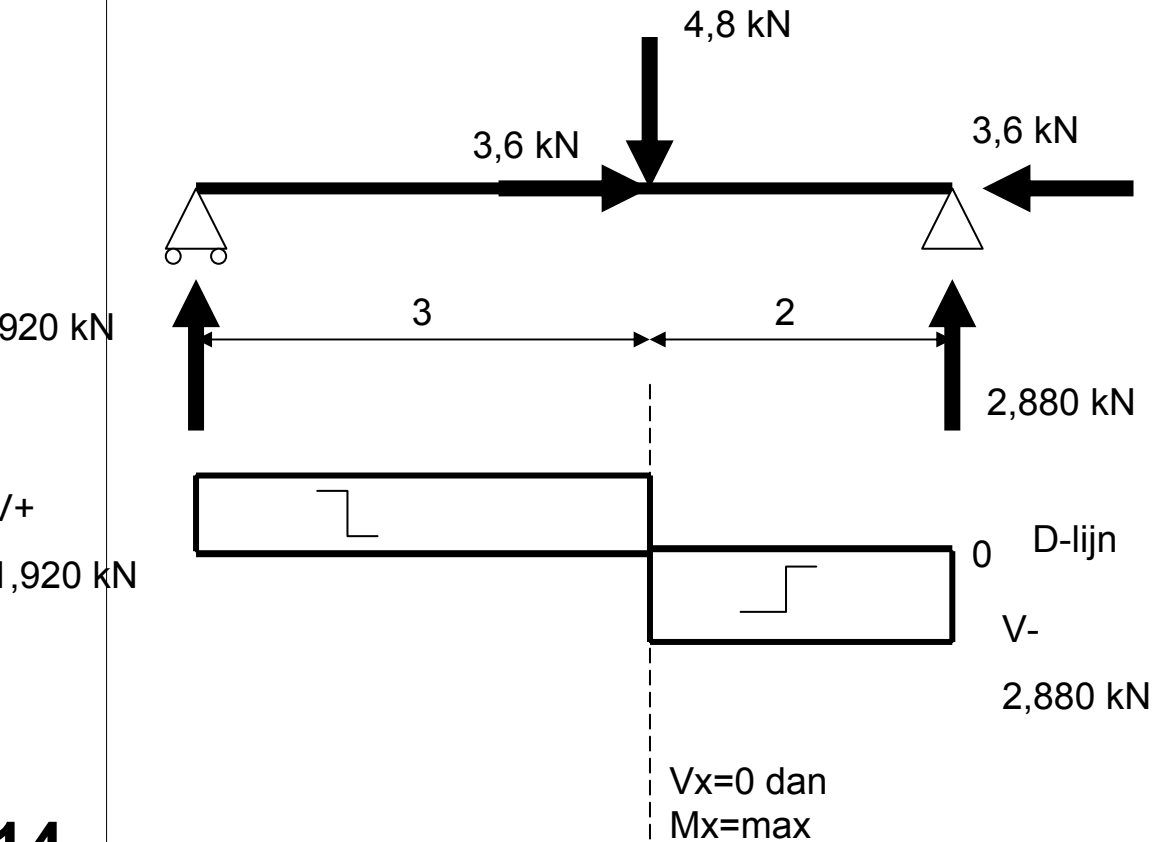 4,8 kN
3,6 kN
3,6 kN
3
2
920 kN
2,880 kN
V+
1,920 kN
0
D-lijn
V-
2,880 kN
Vx=0 dan
Mx=max
14